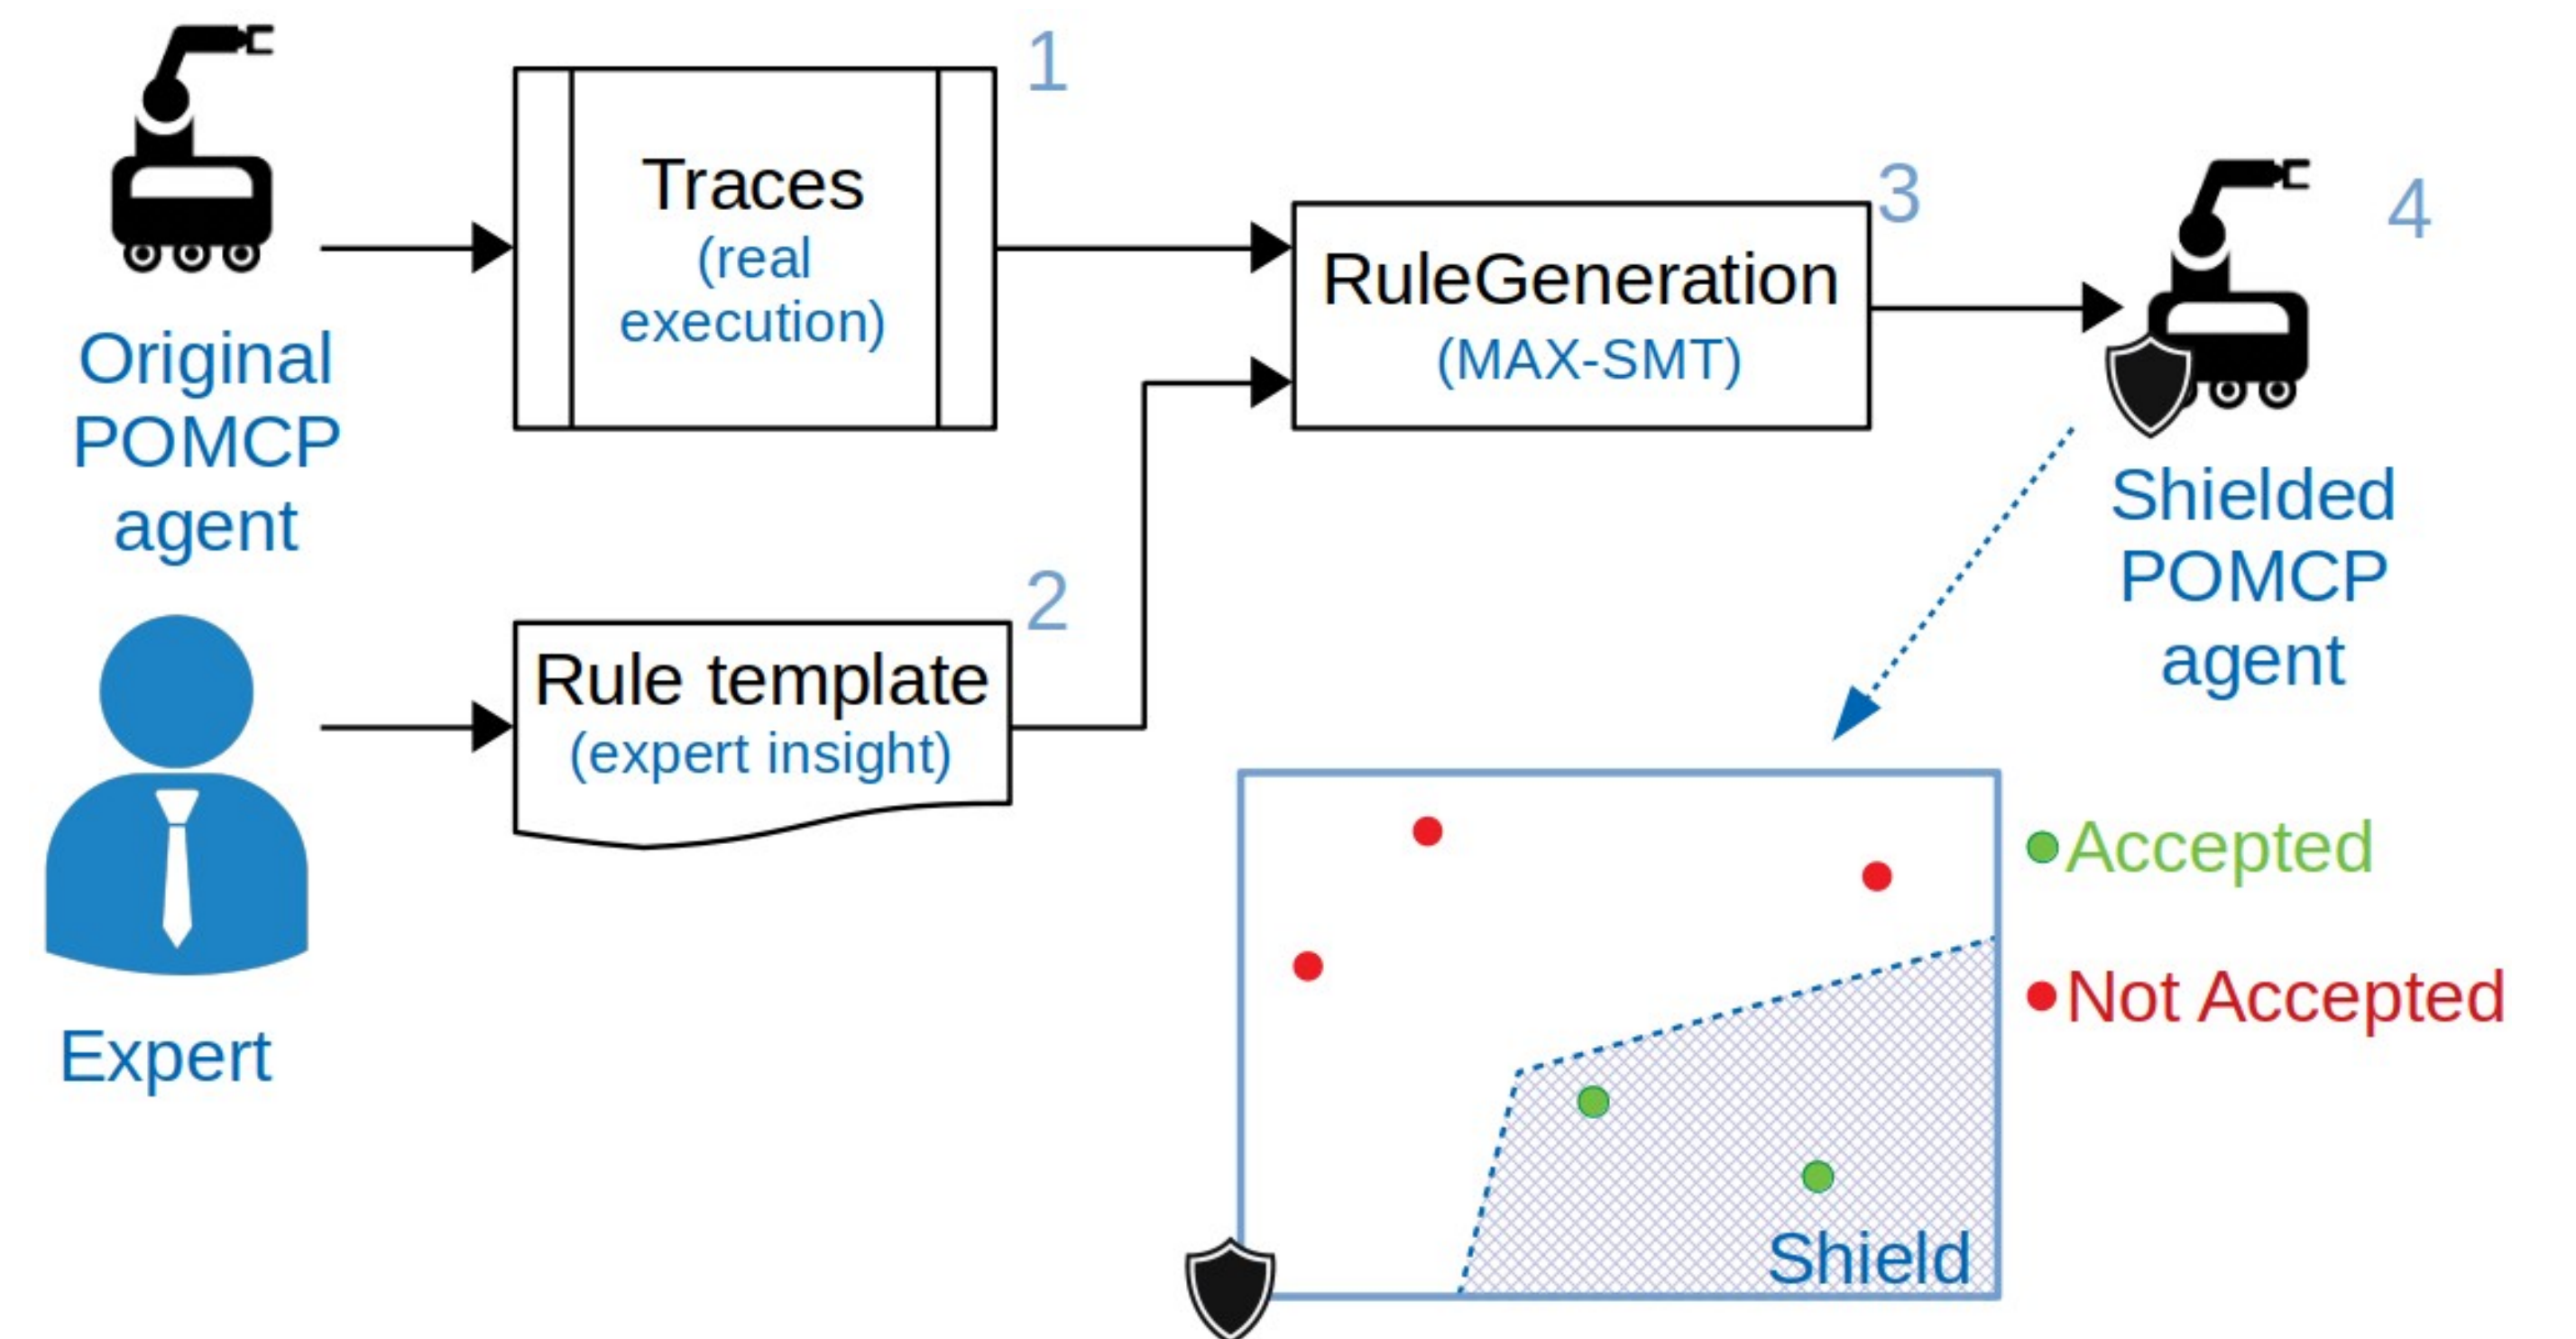 1
Traces
(real
execution)
Original
POMCP
agent
2
Rule template
(expert insight)
Expert
3
RuleGeneration
(MAX-SMT)
4
Shielded
POMCP
agent
Accepted
Not Accepted
Shield